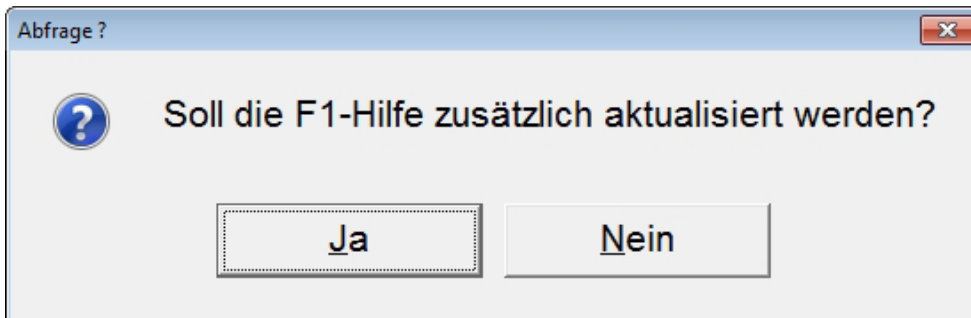 Abfrage ?
Soll die F1-Hilfe zusätzlich aktualisiert werden?
Ja
Nein